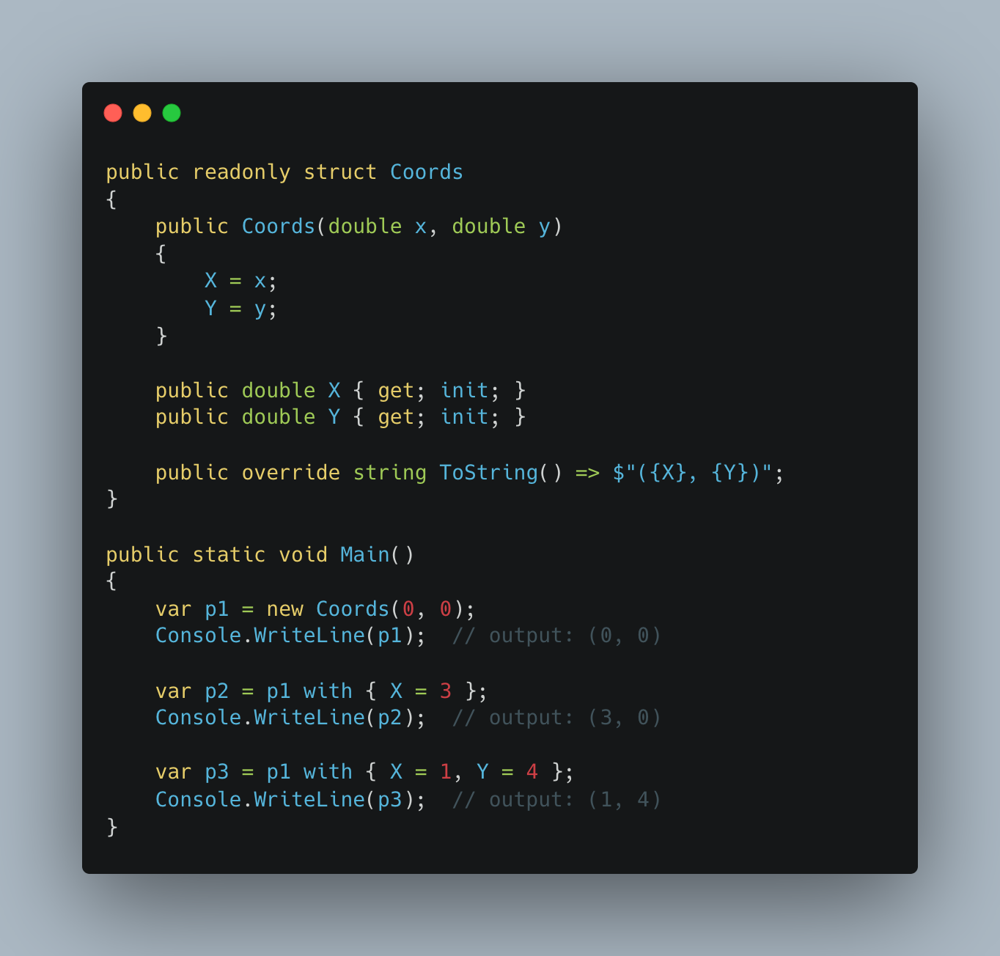 public readonly struct Coords
{
    public Coords(double x, double y)
    {
        X = x;
        Y = y;
    }

    public double X { get; init; }
    public double Y { get; init; }

    public override string ToString() => $"({X}, {Y})";
}

public static void Main()
{
    var p1 = new Coords(0, 0);
    Console.WriteLine(p1);  // output: (0, 0)

    var p2 = p1 with { X = 3 };
    Console.WriteLine(p2);  // output: (3, 0)

    var p3 = p1 with { X = 1, Y = 4 };
    Console.WriteLine(p3);  // output: (1, 4)
}